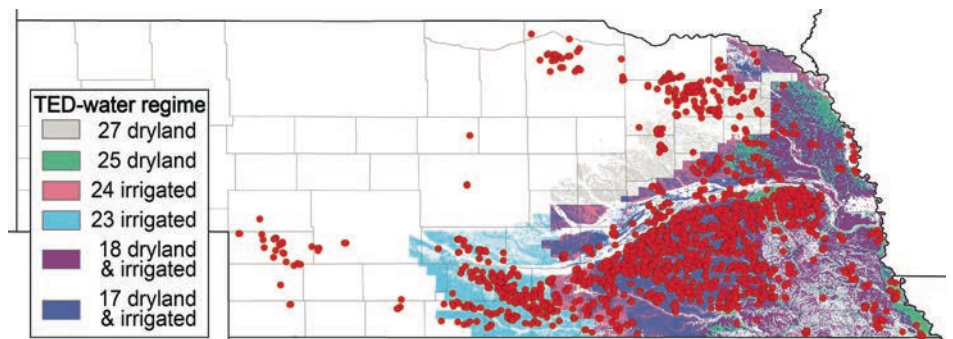 TED-water regime
27 dryland
25 dryland
24 irrigated
23 irrigated
18 dryland
& irrigated
17 dryland
& irrigated